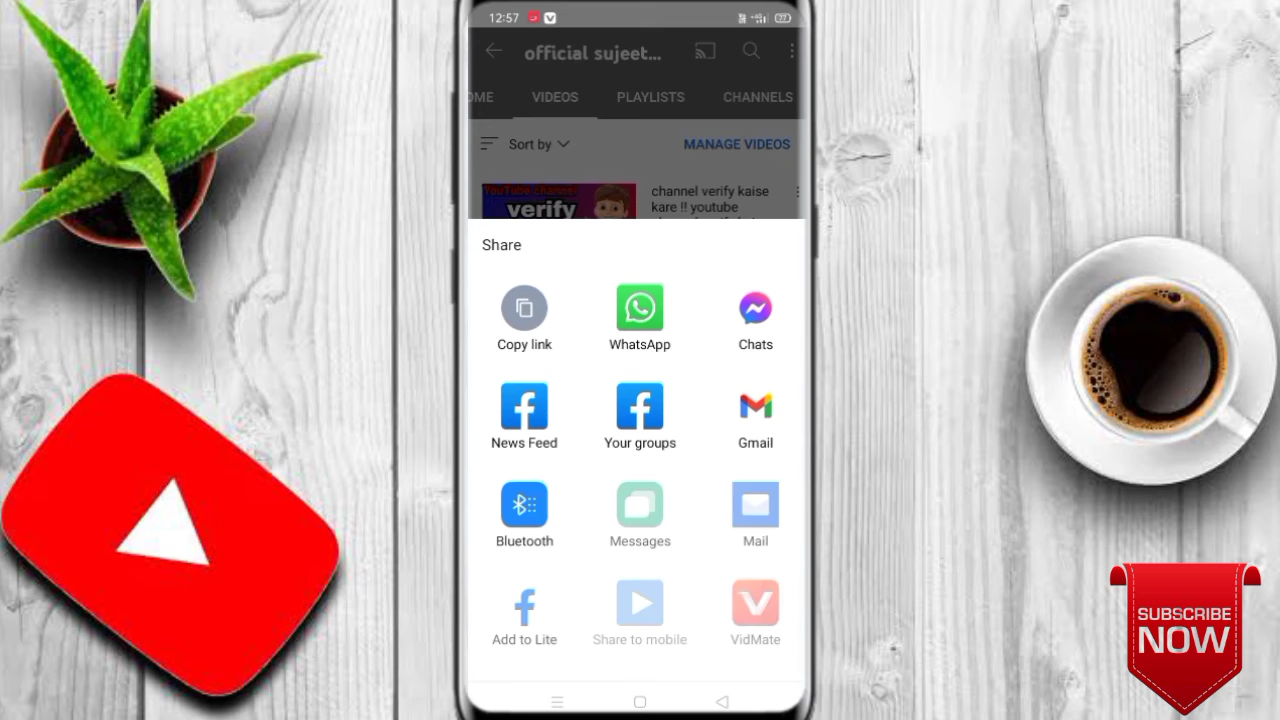 12:57
official sujeet...
OME VIDEOS PLAYLISTS CHANNELS
Sort by MANAGE VIDEOS
YouTube channel
verify
channel verify kaise
kare !! youtube
Share
Copy link WhatsApp Chats
News Feed Your groups Gmail
Bluetooth Messages Mail
Add to Lite Share to mobile VidMate
SUBSCRIBE
NOW